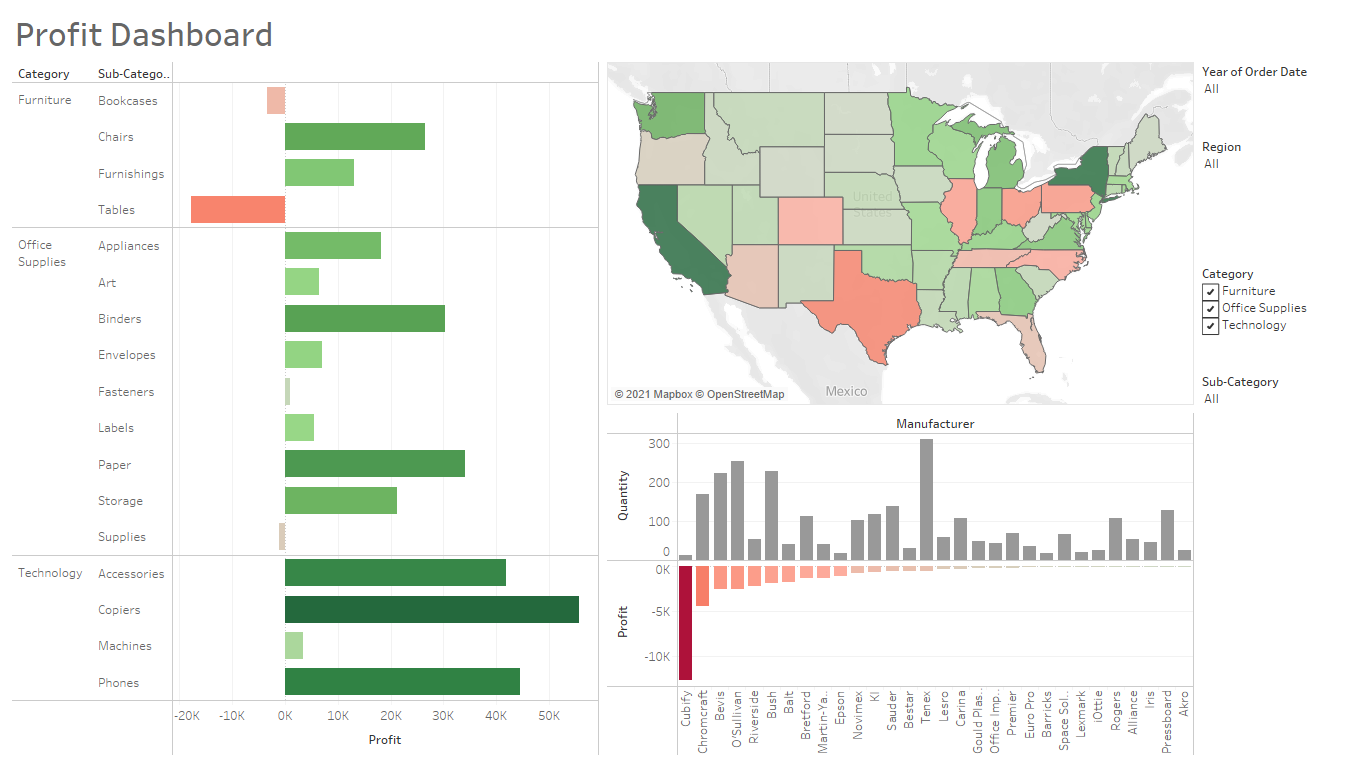 Profit Dashboard
Category Sub-Catego..
Furniture Bookcases
Chairs
Furnishings
Tables
Office Supplies Appliances
Art
Binders
Envelopes
Fasteners
Labels
Paper
Storage
Supplies
Technology Accessories
Copiers
Machines
Phones
-20K -10K 0K 10K 20K 30K 40K 50K
Profit
United
States
Mexico
© 2021 Mapbox © OpenStreetMap
Manufacturer
Quantity
300
200
100
0
Profit
0K
-5K
-10K
Cubify
Chromcraft
Bevis
O'Sullivan
Riverside
Bush
Balt
Bretford
Martin-Ya..
Epson
Novimex
KI
Sauder
Bestar
Tenex
Lesro
Carina
Gould Plas..
Office Imp..
Premier
Euro Pro
Barricks
Space Sol..
Lexmark
iOttie
Rogers
Alliance
Iris
Pressboard
Akro
Year of Order Date
All
Region
All
Category
Furniture
Office Supplies
Technology
Sub-Category
All